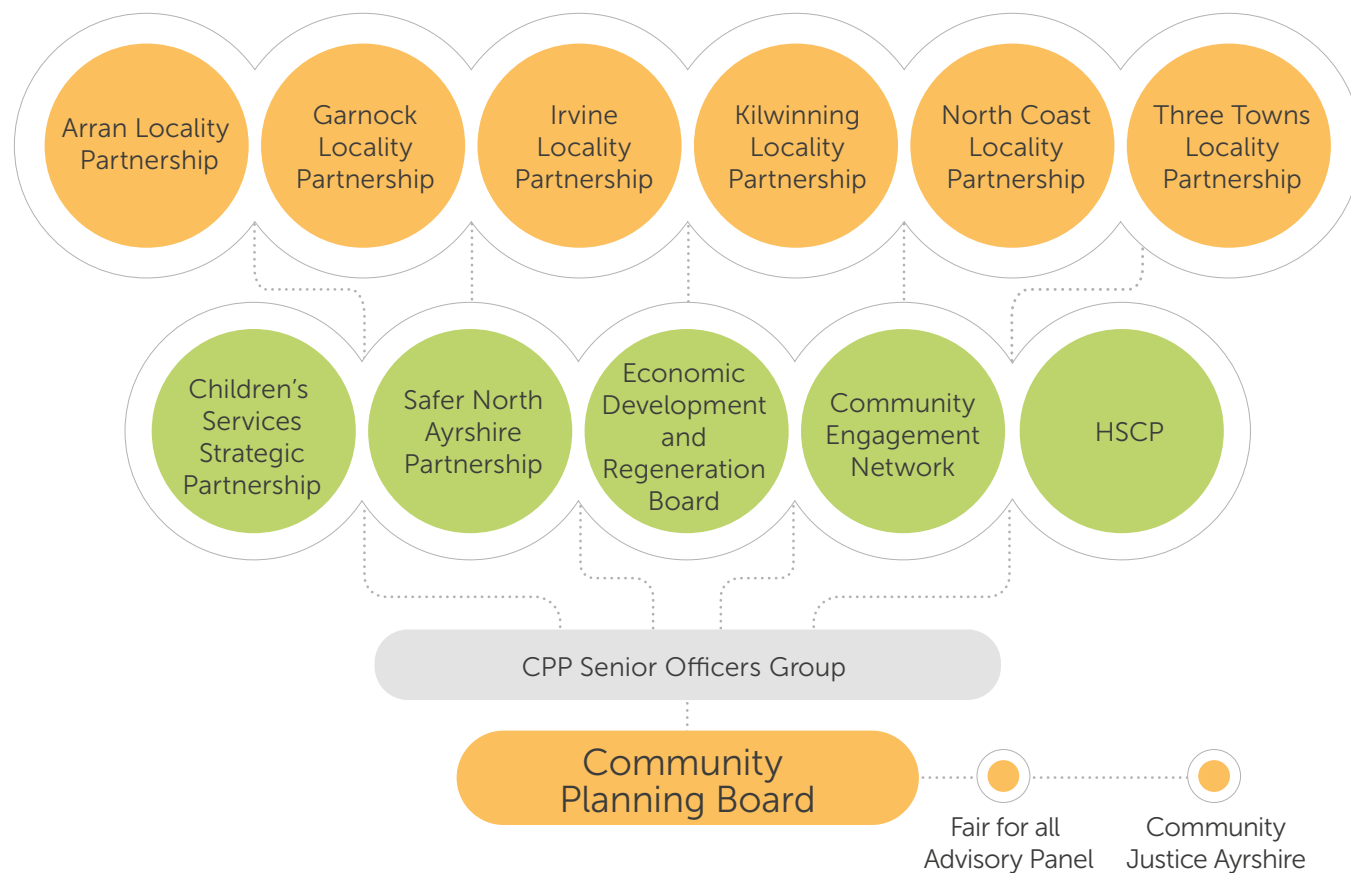 Arran Locality
Partnership
Garnock
Locality
Partnership
Irvine
Locality
Partnership
Kilwinning
Locality
Partnership
North Coast
Locality
Partnership
Three Towns
Locality
Partnership
Children’s
Services
Strategic
Partnership
Safer North
Ayrshire
Partnership
Economic
Development
and
Regeneration
Board
Community
Engagement
Network
HSCP
CPP Senior Officers Group
Community
Planning Board
Fair for all
Advisory Panel
Community
Justice Ayrshire